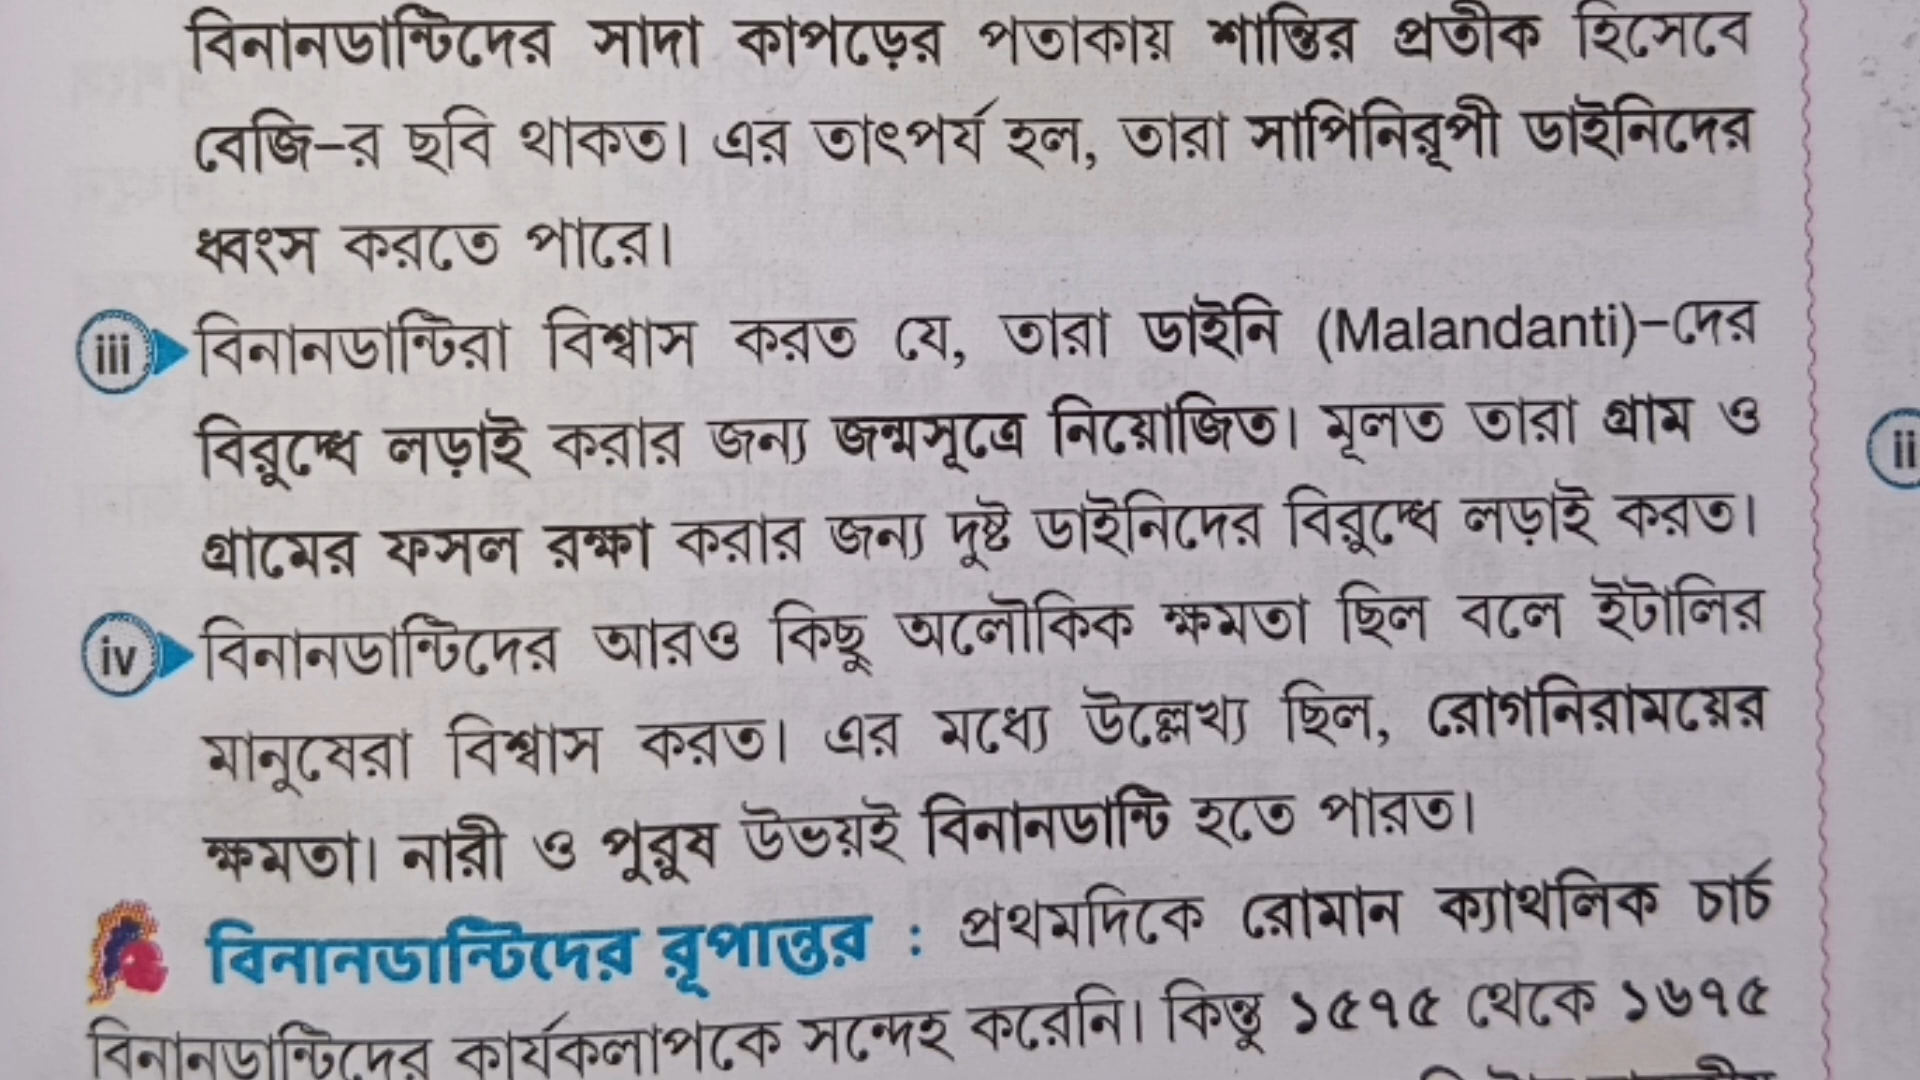 বিনানডান্টিদের সাদা কাপড়ের পতাকায় শান্তির প্রতীক হিসেবে
বেজি-র ছবি থাকত। এর তাৎপর্য হল, তারা সাপিনিরূপী ডাইনিদের
ধ্বংস করতে পারে।
iii বিনানডান্টিরা বিশ্বাস করত যে, তারা ডাইনি (Malandanti)-দের
বিরুদ্ধে লড়াই করার জন্য জন্মসূত্রে নিয়োজিত। মূলত তারা গ্রাম ও
গ্রামের ফসল রক্ষা করার জন্য দুষ্ট ডাইনিদের বিরুদ্ধে লড়াই করত।
iv বিনানডান্টিদের আরও কিছু অলৌকিক ক্ষমতা ছিল বলে ইটালির
মানুষেরা বিশ্বাস করত। এর মধ্যে উল্লেখ্য ছিল, রোগনিরাময়ের
ক্ষমতা। নারী ও পুরুষ উভয়ই বিনানডান্টি হতে পারত।
বিনানডান্টিদের রূপান্তর : প্রথমদিকে রোমান ক্যাথলিক চার্চ
বিনানডান্টিদের কার্যকলাপকে সন্দেহ করেনি। কিন্তু ১৫৭৫ থেকে ১৬৭৫
ii